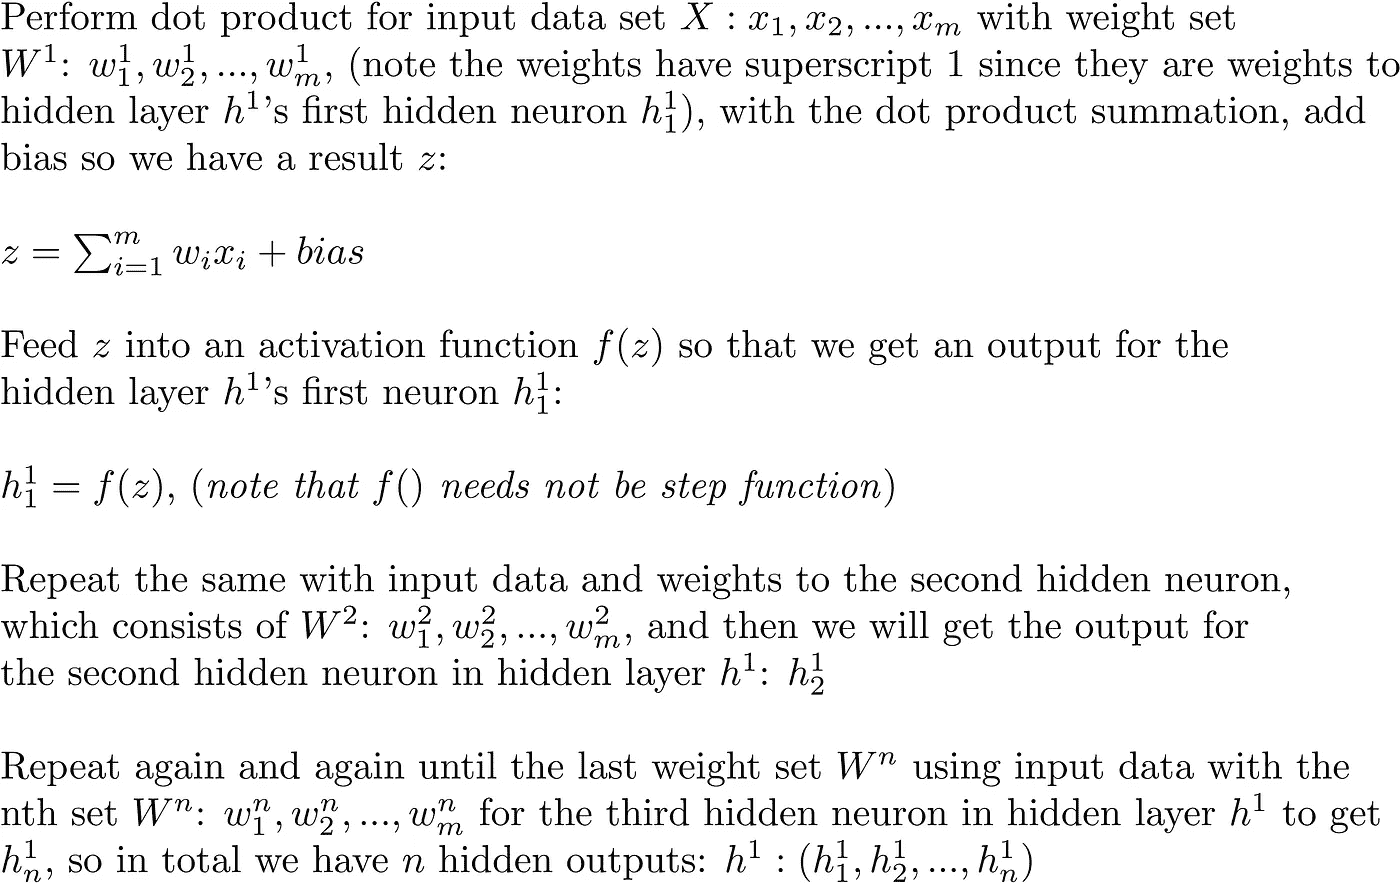 Perform dot product for input data set $X : x_1, x_2, ..., x_m$ with weight set
$W^1$: $w_1^1, w_2^1, ..., w_m^1$, (note the weights have superscript 1 since they are weights to
hidden layer $h^1$'s first hidden neuron $h_1^1$), with the dot product summation, add
bias so we have a result $z$:
$z = \sum_{i=1}^{m} w_i x_i + bias$
Feed $z$ into an activation function $f(z)$ so that we get an output for the
hidden layer $h^1$'s first neuron $h_1^1$:
$h_1^1 = f(z)$, (note that $f()$ needs not be step function)
Repeat the same with input data and weights to the second hidden neuron,
which consists of $W^2$: $w_1^2, w_2^2, ..., w_m^2$, and then we will get the output for
the second hidden neuron in hidden layer $h^1$: $h_2^1$
Repeat again and again until the last weight set $W^n$ using input data with the
nth set $W^n$: $w_1^n, w_2^n, ..., w_m^n$ for the third hidden neuron in hidden layer $h^1$ to get
$h_n^1$, so in total we have $n$ hidden outputs: $h^1 : (h_1^1, h_2^1, ..., h_n^1)$